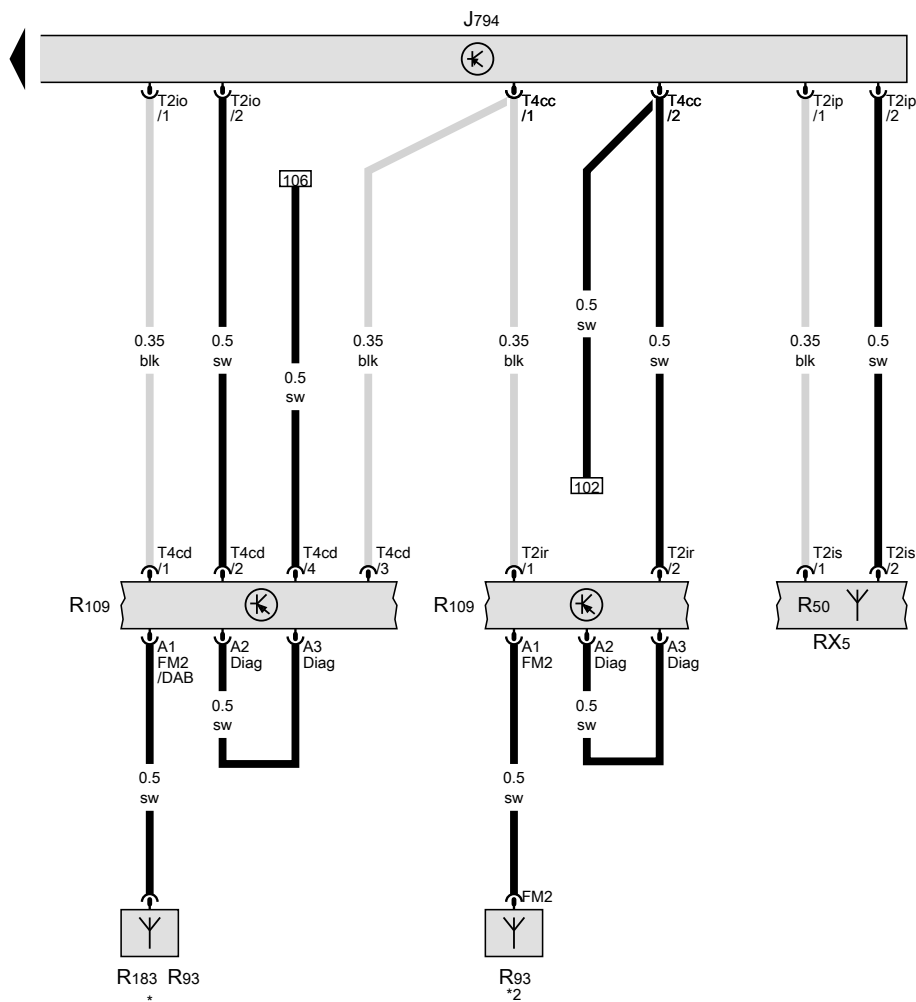 J794
T2io /1
T2io /2
T4cc /1
T4cc /2
T2ip /1
T2ip /2
106
0.5
sw
0.35
blk
0.5
sw
0.35
blk
0.35
blk
0.5
sw
0.35
blk
0.5
sw
0.5
sw
102
T4cd /1
T4cd /2
T4cd /4
T4cd /3
T2ir /1
T2ir /2
T2is /1
T2is /2
R109
R109
R50
RX5
A1 FM2 /DAB
A2 Diag
A3 Diag
A1 FM2
A2 Diag
A3 Diag
0.5
sw
0.5
sw
0.5
sw
0.5
sw
FM2
R183 R93
*
R93
*2